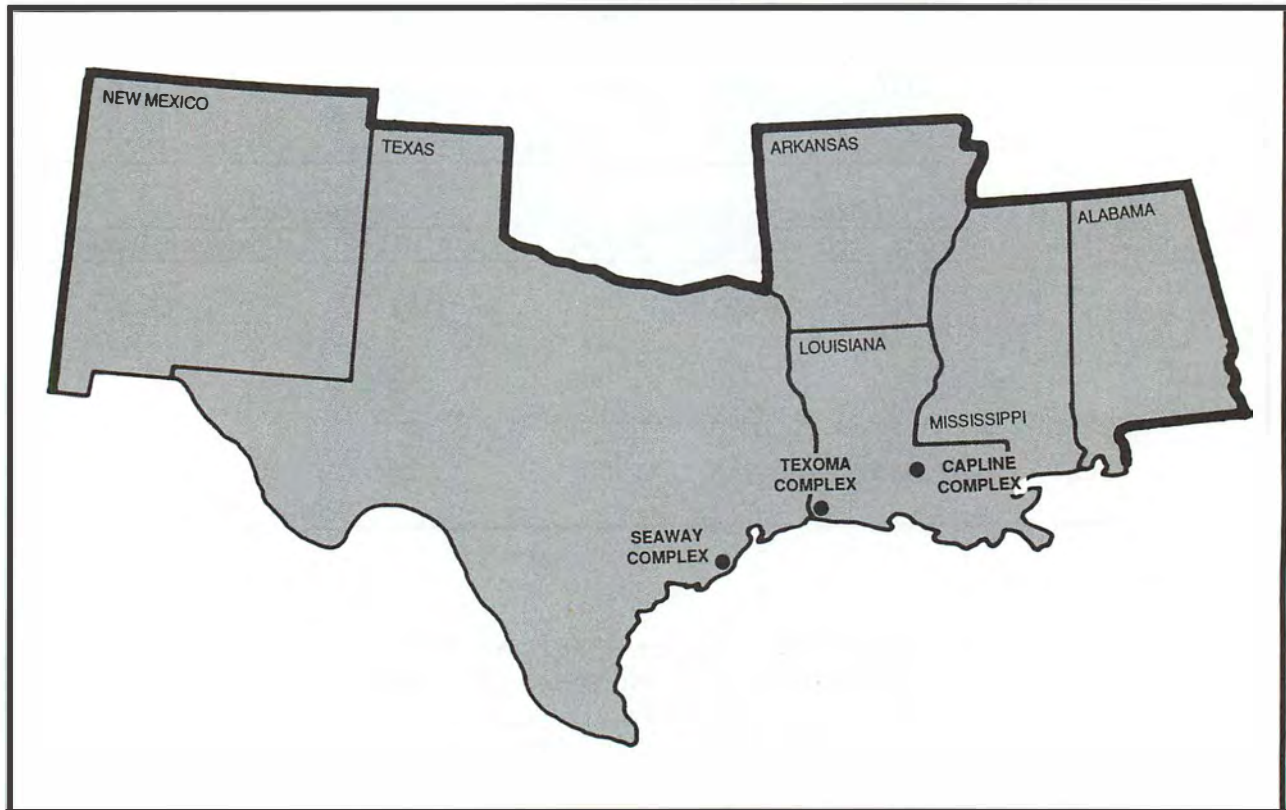 NEW MEXICO
TEXAS
ARKANSAS
ALABAMA
LOUISIANA
MISSISSIPPI
TEXOMA
COMPLEX
CAPLINE
COMPLEX
SEAWAY
COMPLEX